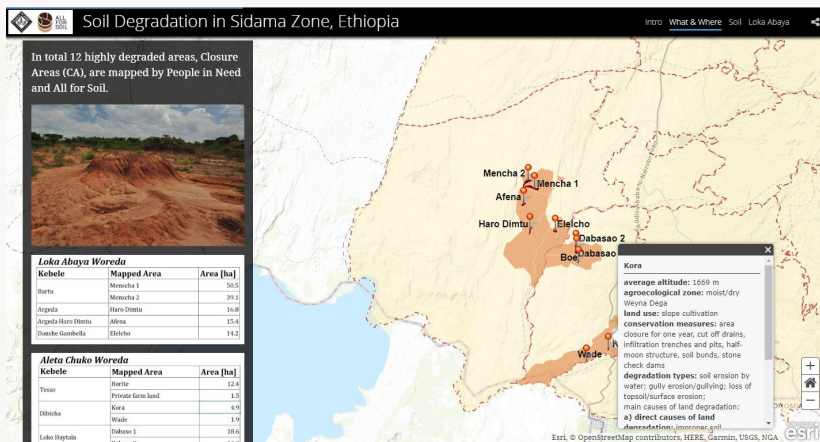 ALL FOR SOIL
Soil Degradation in Sidama Zone, Ethiopia
Intro What & Where Soil Loka Abaya
In total 12 highly degraded areas, Closure
Areas (CA), are mapped by People in Need
and All for Soil.
Loka Abaya Woreda
Kebele Mapped Area Area [ha]
Bartu Menscha 1 50.5
Menscha 2 39.1
Argeda Haro Dimtu 16.8
Argeda Haro Dimtu Afena 15.4
Danshe Gambella Elelcho 14.2
Aleta Chuko Woreda
Kebele Mapped Area Area [ha]
Tesso Borite 12.4
Private farm land 1.5
Dibicha Kora 4.9
Wade 1.9
Loko Haytala Dabaso 1 18.6
Mencha 2
Mencha 1
Afena
Haro Dimtu
Elelcho
Dabasao 2
Dabasao
Boe
Wade
K
Kora
average altitude: 1669 m
agroecological zone: moist/dry
Weyna Dega
land use: slope cultivation
conservation measures: area
closure for one year, cut off drains,
infiltration trenches and pits, half-
moon structure, soil bunds, stone
check dams
degradation types: soil erosion by
water; gully erosion/gullying; loss of
topsoil/surface erosion;
main causes of land degradation:
a) direct causes of land
degradation: improper soil
Esri, © OpenStreetMap contributors, HERE, Garmin, USGS, NGA
esri